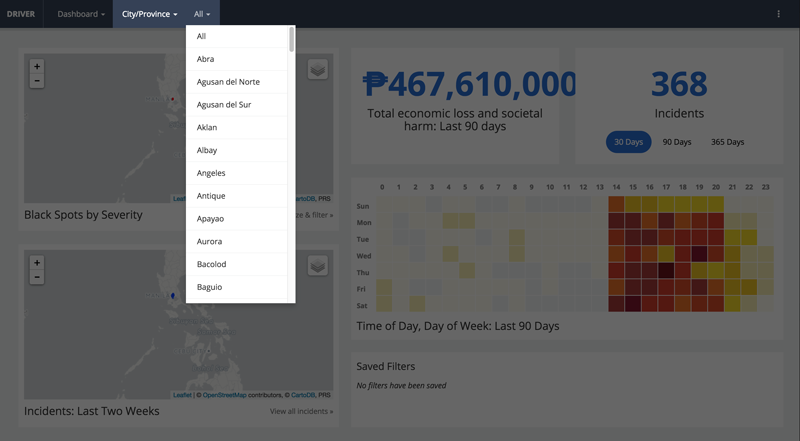 DRIVER
Dashboard
City/Province
All
All
Abra
Agusan del Norte
Agusan del Sur
Aklan
Albay
Angeles
Antique
Apayao
Aurora
Bacolod
Baguio
+
−
Leaf
CartoDB, PRS
Black Spots by Severity
ze & filter »
+
−
Leaflet | © OpenStreetMap contributors, © CartoDB, PRS
Incidents: Last Two Weeks
View all incidents »
₱467,610,000
Total economic loss and societal
harm: Last 90 days
368
Incidents
30 Days 90 Days 365 Days
0 1 2 3 4 5 6 7 8 9 10 11 12 13 14 15 16 17 18 19 20 21 22 23
Sun
Mon
Tue
Wed
Thu
Fri
Sat
Time of Day, Day of Week: Last 90 Days
Saved Filters
No filters have been saved